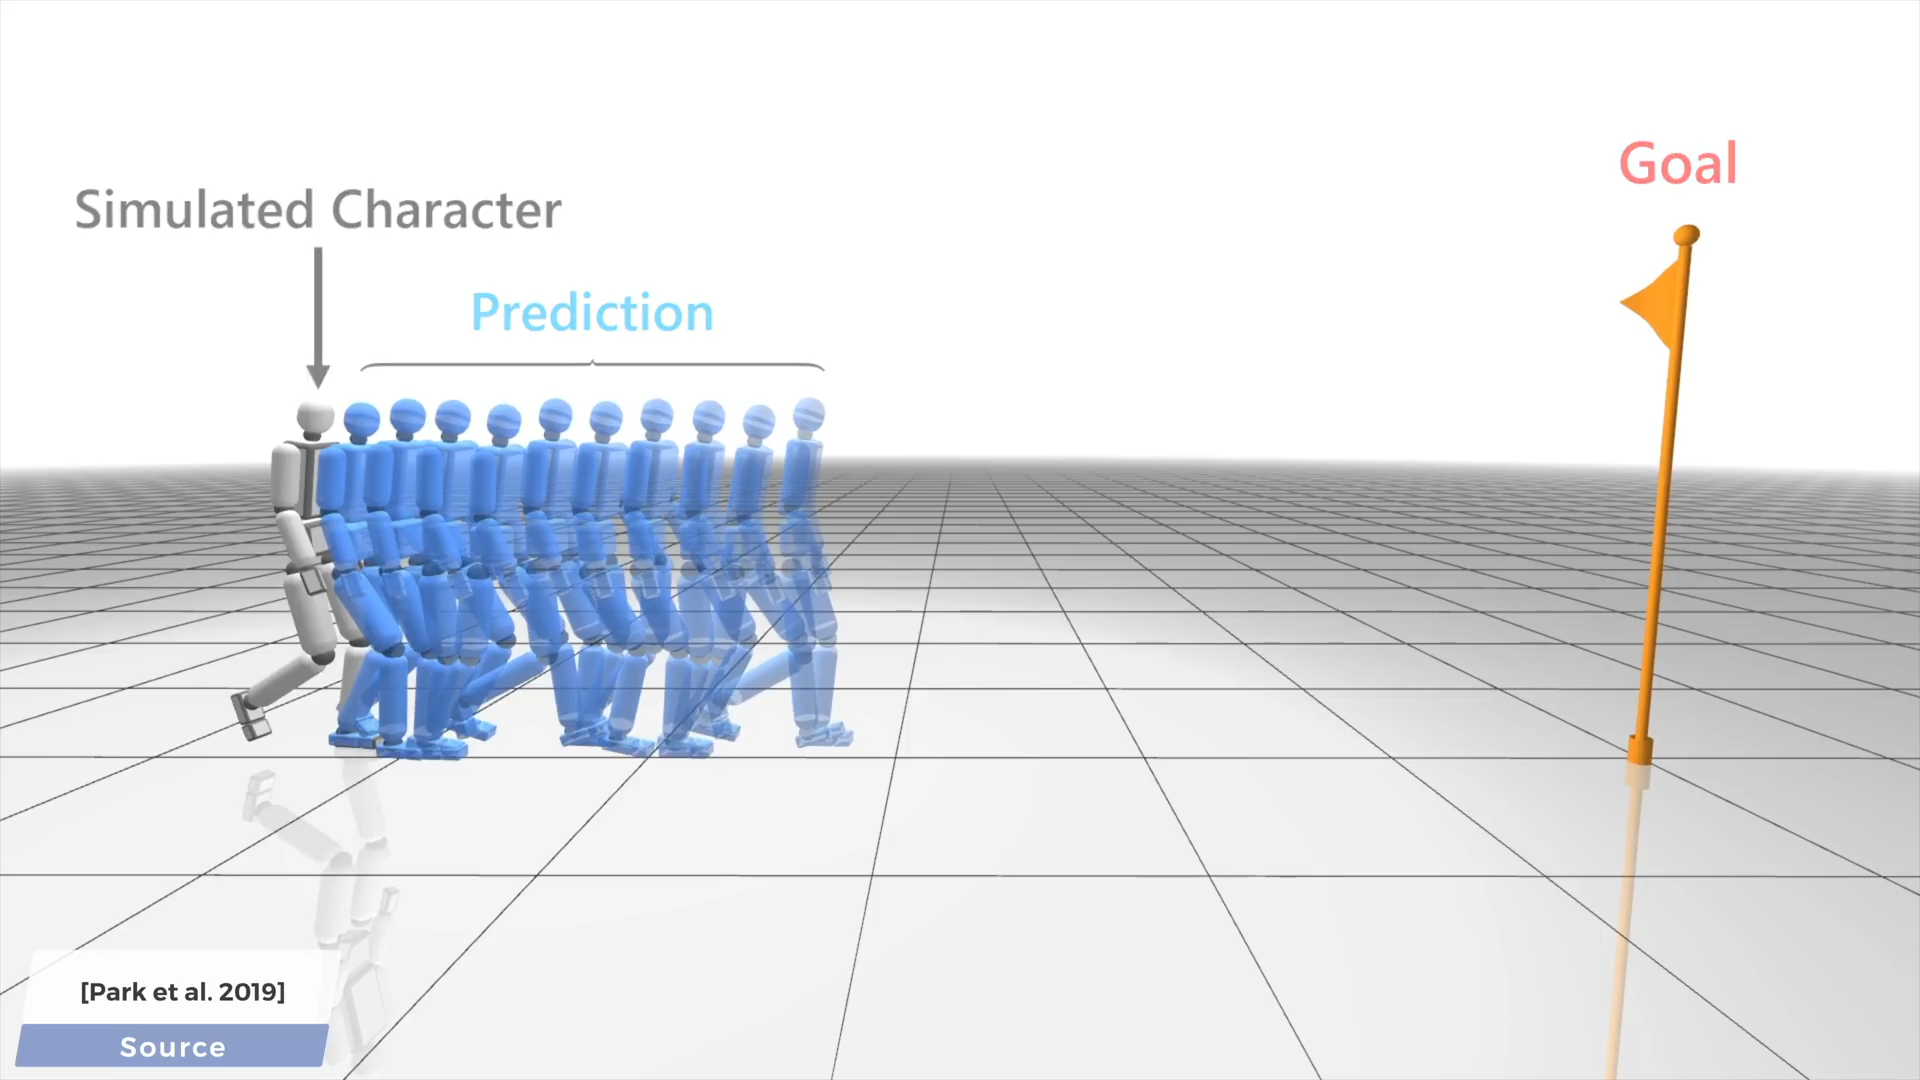 Goal
Simulated Character
Prediction
[Park et al. 2019]
Source